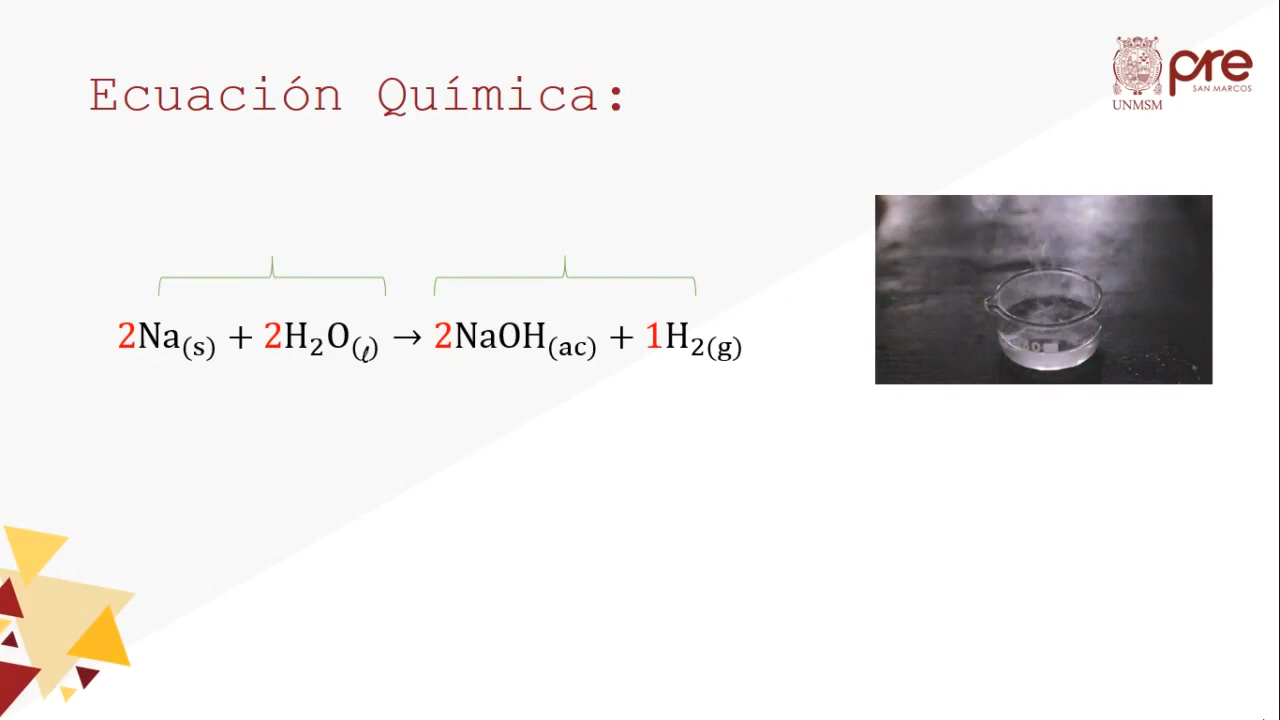 Ecuación Química:
UNMSM
pre
SAN MARCOS
2Na(s) + 2H₂O(ℓ) → 2NaOH(ac) + 1H₂(g)